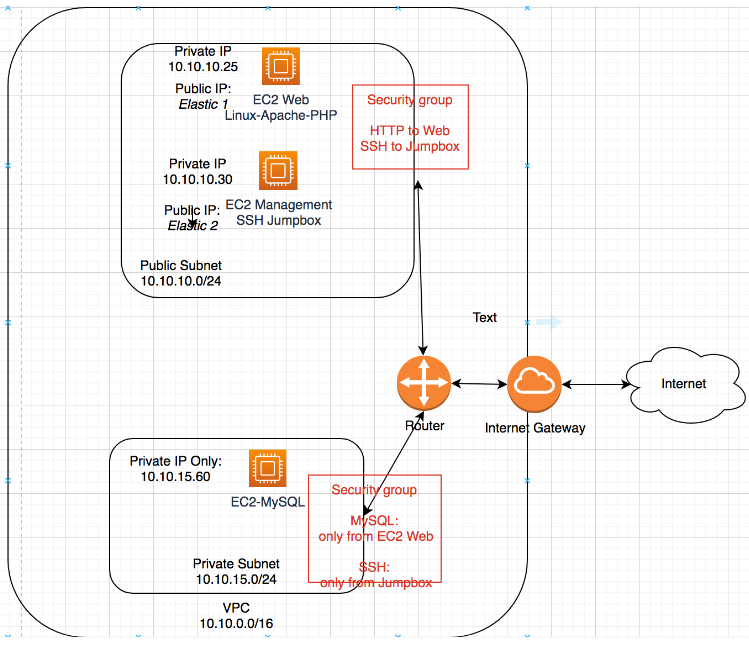 Private IP
10.10.10.25
Public IP:
Elastic 1
EC2 Web
Linux-Apache-PHP
Security group
HTTP to Web
SSH to Jumpbox
Private IP
10.10.10.30
Public IP:
Elastic 2
EC2 Management
SSH Jumpbox
Public Subnet
10.10.10.0/24
Text
Router
Internet Gateway
Internet
Private IP Only:
10.10.15.60
EC2-MySQL
Security group
MySQL:
only from EC2 Web
SSH:
only from Jumpbox
Private Subnet
10.10.15.0/24
VPC
10.10.0.0/16